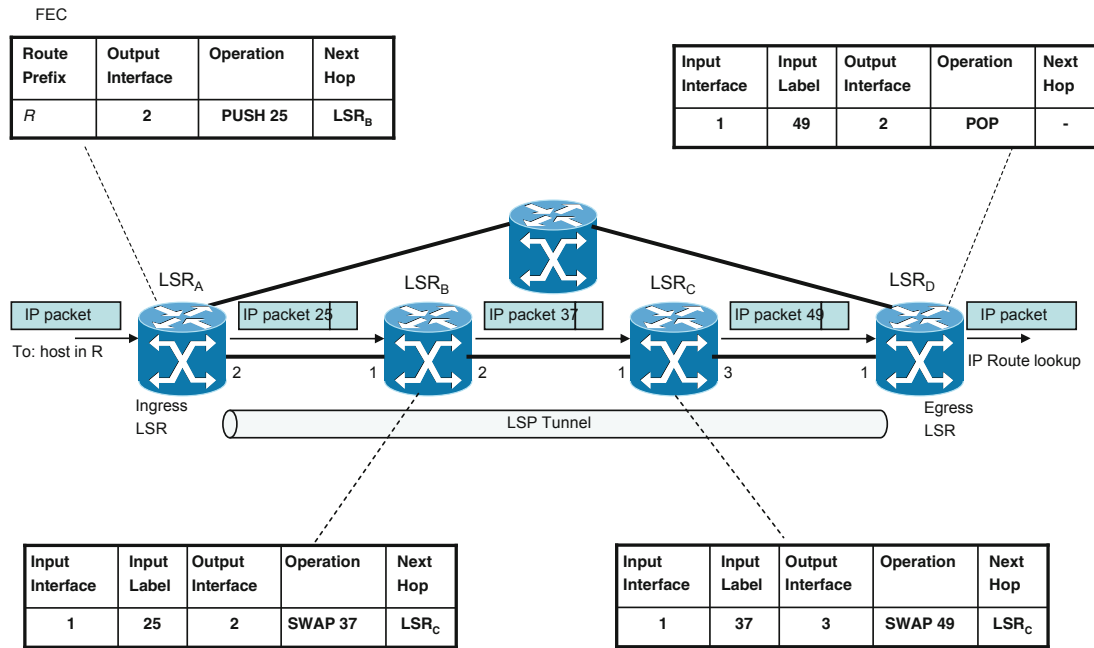 FEC
Route Prefix Output Interface Operation Next Hop
R 2 PUSH 25 LSRB
Input Interface Input Label Output Interface Operation Next Hop
1 49 2 POP -
LSRA
LSRB
LSRC
LSRD
IP packet
IP packet 25
IP packet 37
IP packet 49
IP packet
To: host in R
IP Route lookup
2
1
2
1
3
1
Ingress
LSR
LSP Tunnel
Egress
LSR
Input Interface Input Label Output Interface Operation Next Hop
1 25 2 SWAP 37 LSRC
Input Interface Input Label Output Interface Operation Next Hop
1 37 3 SWAP 49 LSRC